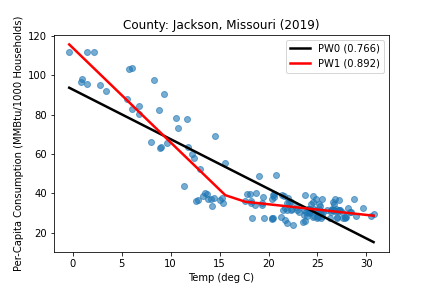 County: Jackson, Missouri (2019)
PW0 (0.766)
PW1 (0.892)
Per-Capita Consumption (MMBtu/1000 Households)
120
100
80
60
40
20
0 5 10 15 20 25 30
Temp (deg C)